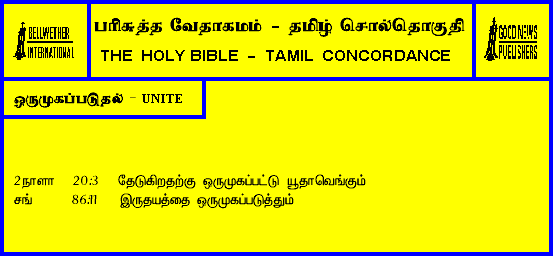 BELLWETHER
INTERNATIONAL
பரிசுத்த வேதாகமம் - தமிழ் சொல்தொகுதி
THE HOLY BIBLE - TAMIL CONCORDANCE
GOOD NEWS
PUBLISHERS
ஒருமுகப்படுதல் - UNITE
2நாளா 20:3 தேடுகிறதற்கு ஒருமுகப்பட்டு யூதாவெங்கும்
சங் 86:11 இருதயத்தை ஒருமுகப்படுத்தும்